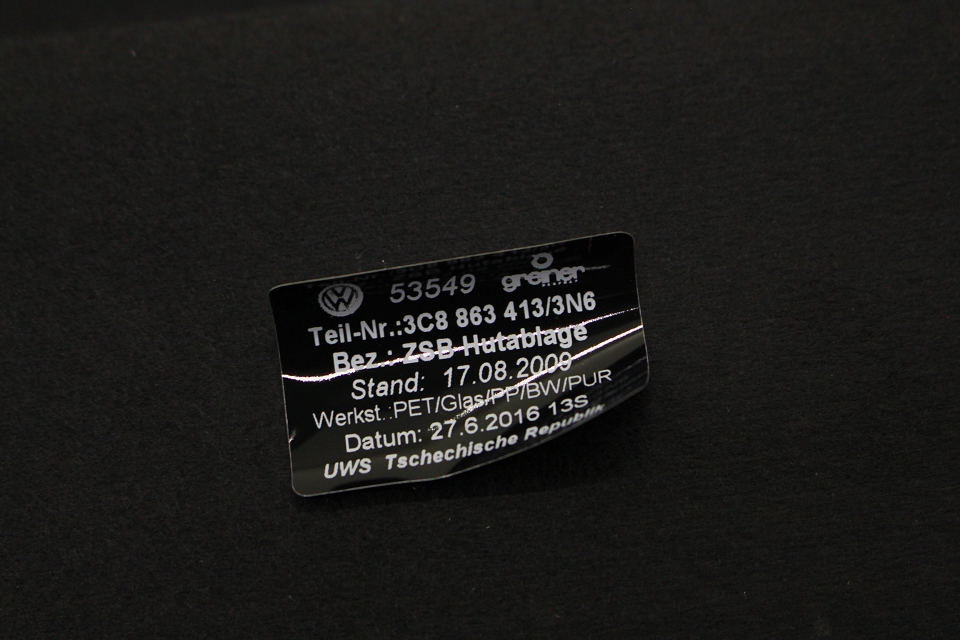 53549 greiner
Teil-Nr.:3C8 863 413/3N6
Bez.: ZSB Hutablage
Stand: 17.08.2009
Werkst.:PET/Glas/PP/BW/PUR
Datum: 27.6.2016 13S
UWS Tschechische Republik